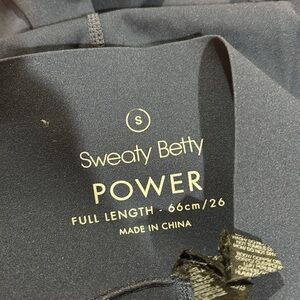 S
Sweaty Betty
POWER
FULL LENGTH - 66cm/26
MADE IN CHINA